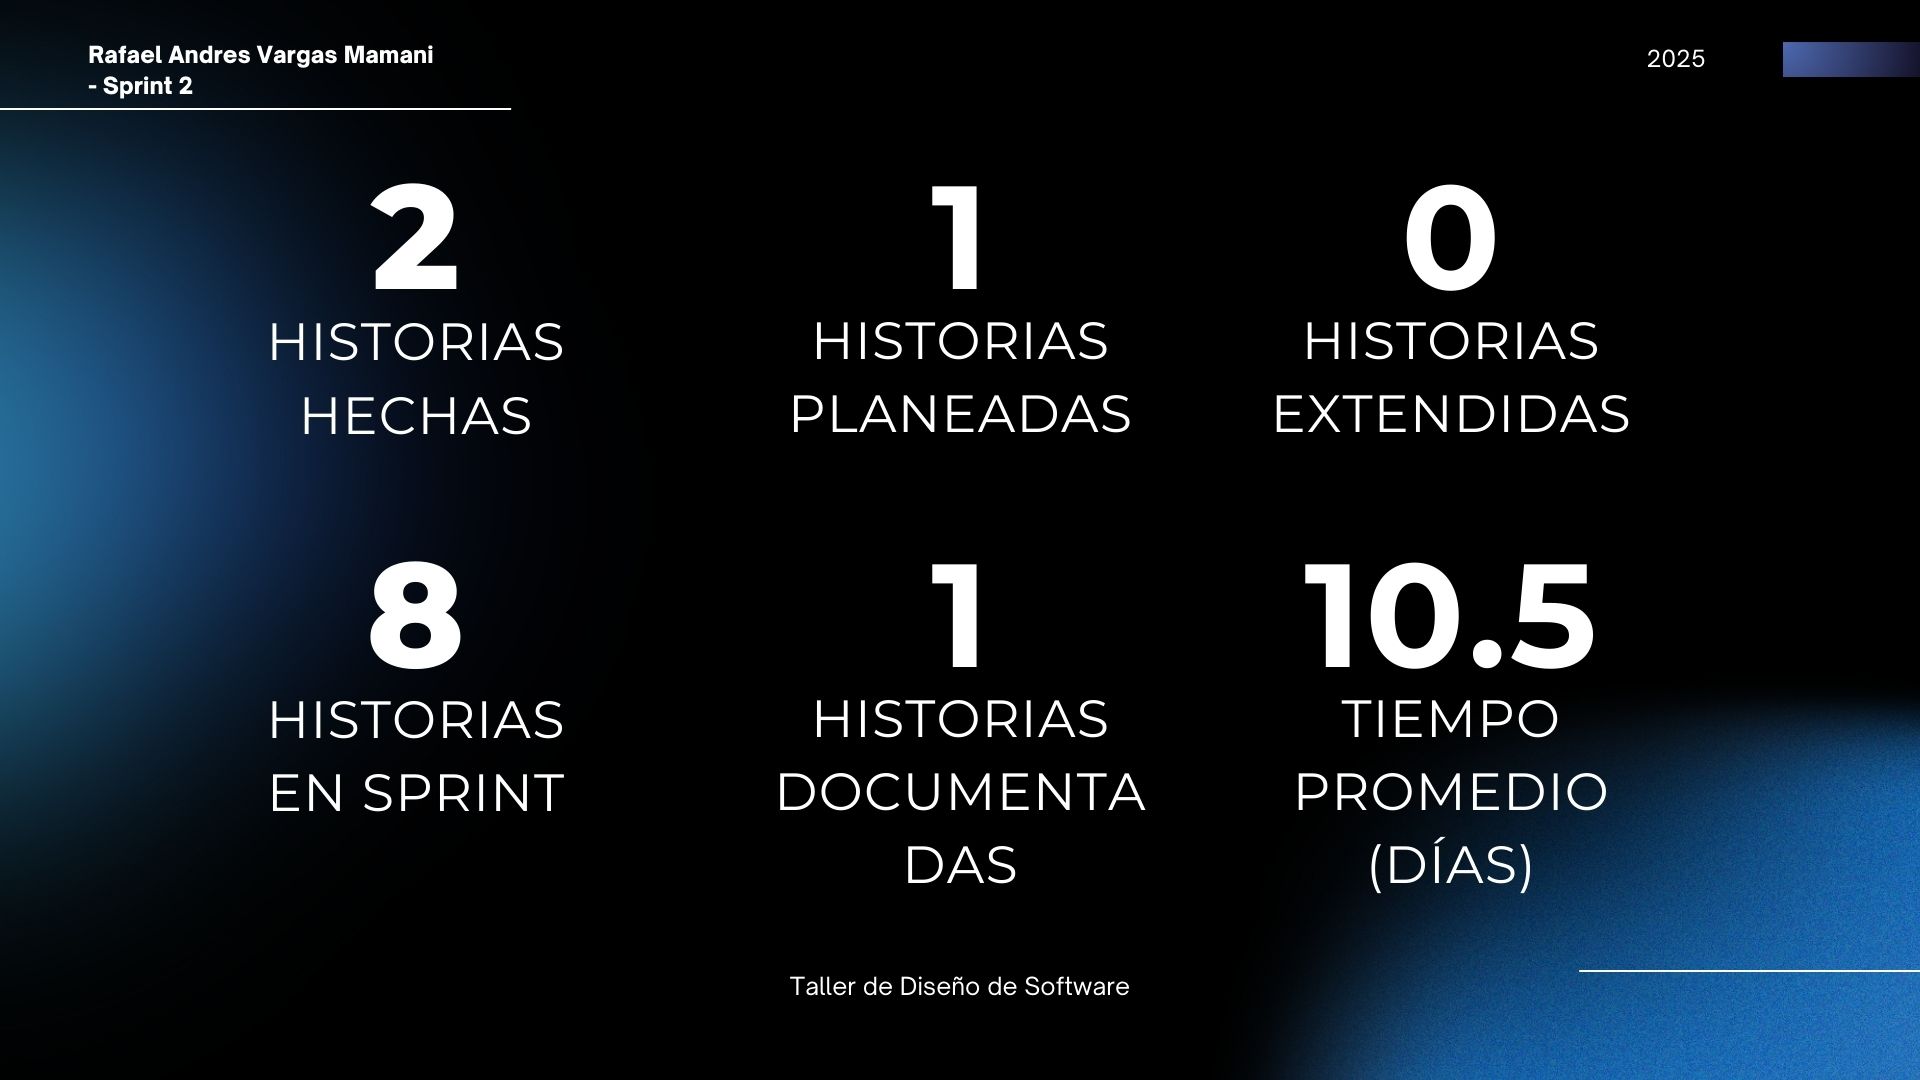 Rafael Andres Vargas Mamani
- Sprint 2
2025
2
HISTORIAS
HECHAS
1
HISTORIAS
PLANEADAS
0
HISTORIAS
EXTENDIDAS
8
HISTORIAS
EN SPRINT
1
HISTORIAS
DOCUMENTA
DAS
10.5
TIEMPO
PROMEDIO
(DÍAS)
Taller de Diseño de Software